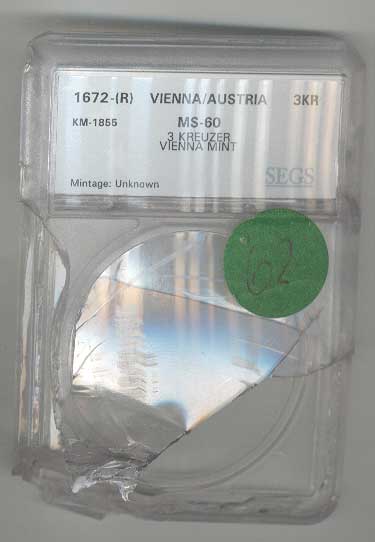 1672-(R) VIENNA/AUSTRIA 3KR
KM-1855 MS-60
3 KREUZER
VIENNA MINT
SEGS
Mintage: Unknown
62